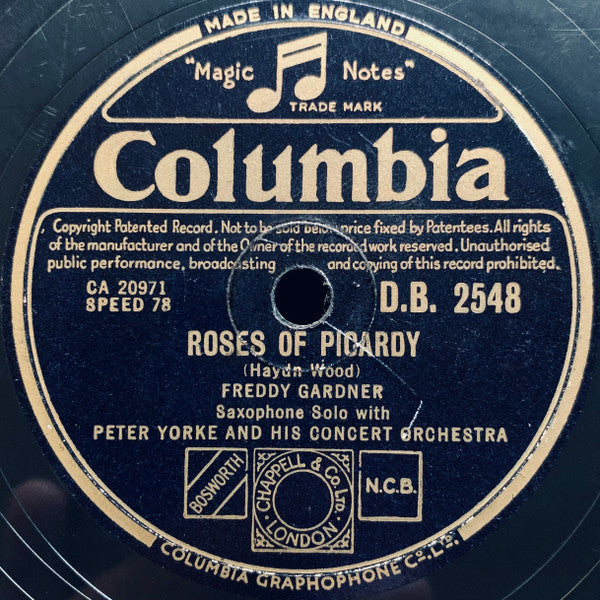 MADE IN ENGLAND
"Magic Notes"
TRADE MARK
Columbia
Copyright Patented Record. Not to be sold below price fixed by Patentees. All rights
of the manufacturer and of the Owner of the recorded work reserved. Unauthorised
public performance, broadcasting and copying of this record prohibited.
CA 20971
SPEED 78
D.B. 2548
ROSES OF PICARDY
(Haydn Wood)
FREDDY GARDNER
Saxophone Solo with
PETER YORKE AND HIS CONCERT ORCHESTRA
BOSWORTH
CHAPPELL & Co. LTD.
· LONDON ·
N.C.B.
COLUMBIA GRAPHOPHONE Co., LTD.